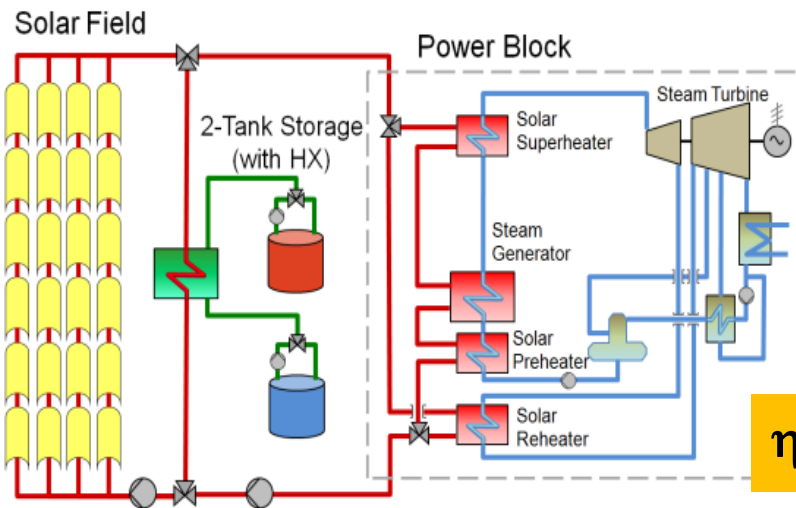 Solar Field
Power Block
2-Tank Storage
(with HX)
Steam Turbine
Solar
Superheater
Steam
Generator
Solar
Preheater
Solar
Reheater
η